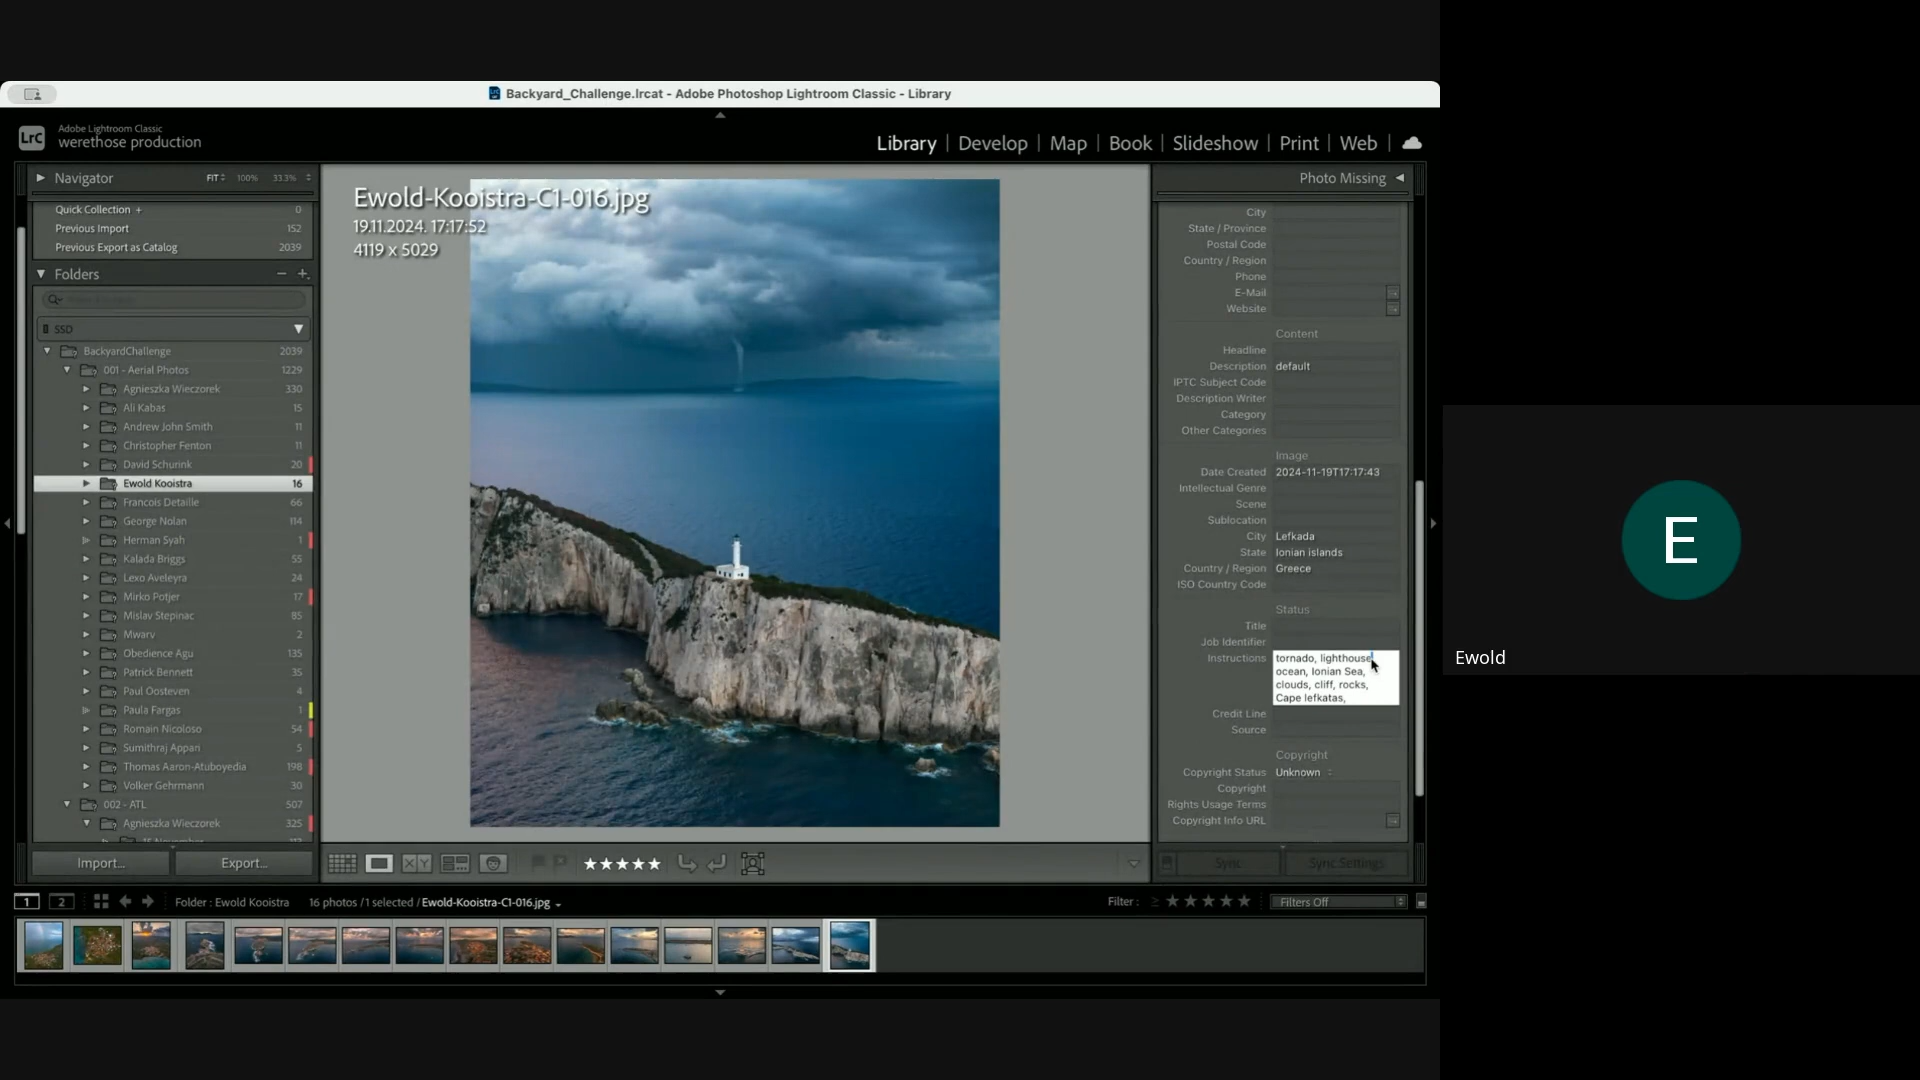 Backyard_Challenge.lrcat - Adobe Photoshop Lightroom Classic - Library
LrC
Adobe Lightroom Classic
werethose production
Library | Develop | Map | Book | Slideshow | Print | Web |
Navigator FIT 100% 33.3%
Quick Collection + 0
Previous Import 152
Previous Export as Catalog 2039
Folders
SSD
BackyardChallenge 2039
001 - Aerial Photos 1229
Agnieszka Wieczorek 330
Ali Kabas 15
Andrew John Smith 11
Christopher Fenton 11
David Schurink 20
Ewold Kooistra 16
Francois Detaille 66
George Nolan 114
Herman Syah 1
Kalada Briggs 55
Lexo Aveleyra 24
Mirko Potjer 17
Mislav Stepinac 85
Mwarv 2
Obedience Agu 135
Patrick Bennett 35
Paul Oosteven 4
Paula Fargas 1
Romain Nicoloso 54
Sumithraj Appari 5
Thomas Aaron-Atuboyedia 198
Volker Gehrmann 30
002 - ATL 507
Agnieszka Wieczorek 325
Import...
Export...
Ewold-Kooistra-C1-016.jpg
19.11.2024. 17:17:52
4119 x 5029
Photo Missing
City
State / Province
Postal Code
Country / Region
Phone
E-Mail
Website
Content
Headline
Description default
IPTC Subject Code
Description Writer
Category
Other Categories
Image
Date Created 2024-11-19T17:17:43
Intellectual Genre
Scene
Sublocation
City Lefkada
State Ionian islands
Country / Region Greece
ISO Country Code
Status
Title
Job Identifier
Instructions tornado, lighthouse
ocean, Ionian Sea,
clouds, cliff, rocks,
Cape lefkatas,
Credit Line
Source
Copyright
Copyright Status Unknown
Copyright
Rights Usage Terms
Copyright Info URL
Sync
Sync Settings
XY
1 2 Folder : Ewold Kooistra 16 photos / 1 selected / Ewold-Kooistra-C1-016.jpg
Filter : Filters Off
E
Ewold